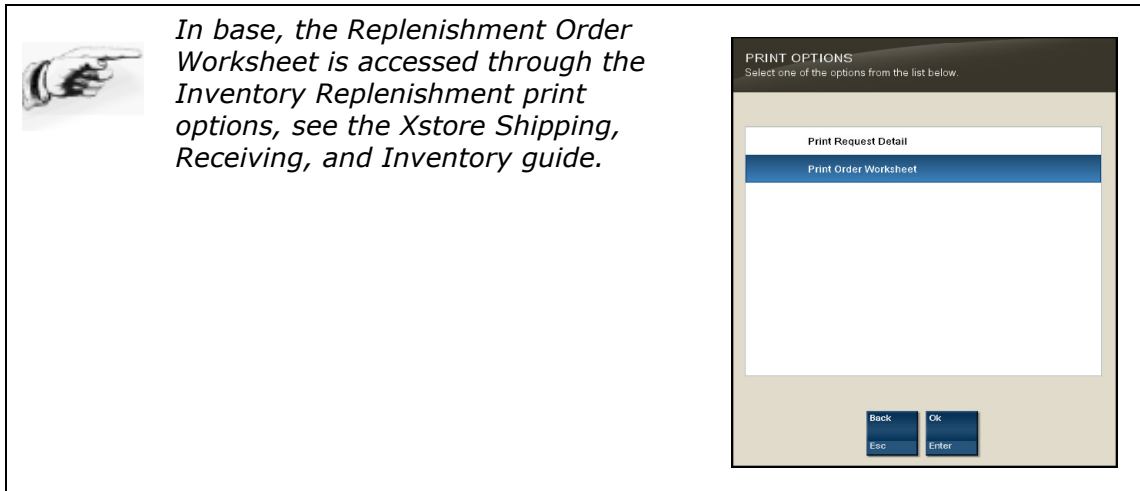 In base, the Replenishment Order
Worksheet is accessed through the
Inventory Replenishment print
options, see the Xstore Shipping,
Receiving, and Inventory guide.
PRINT OPTIONS
Select one of the options from the list below.
Print Request Detail
Print Order Worksheet
Back
Esc
Ok
Enter